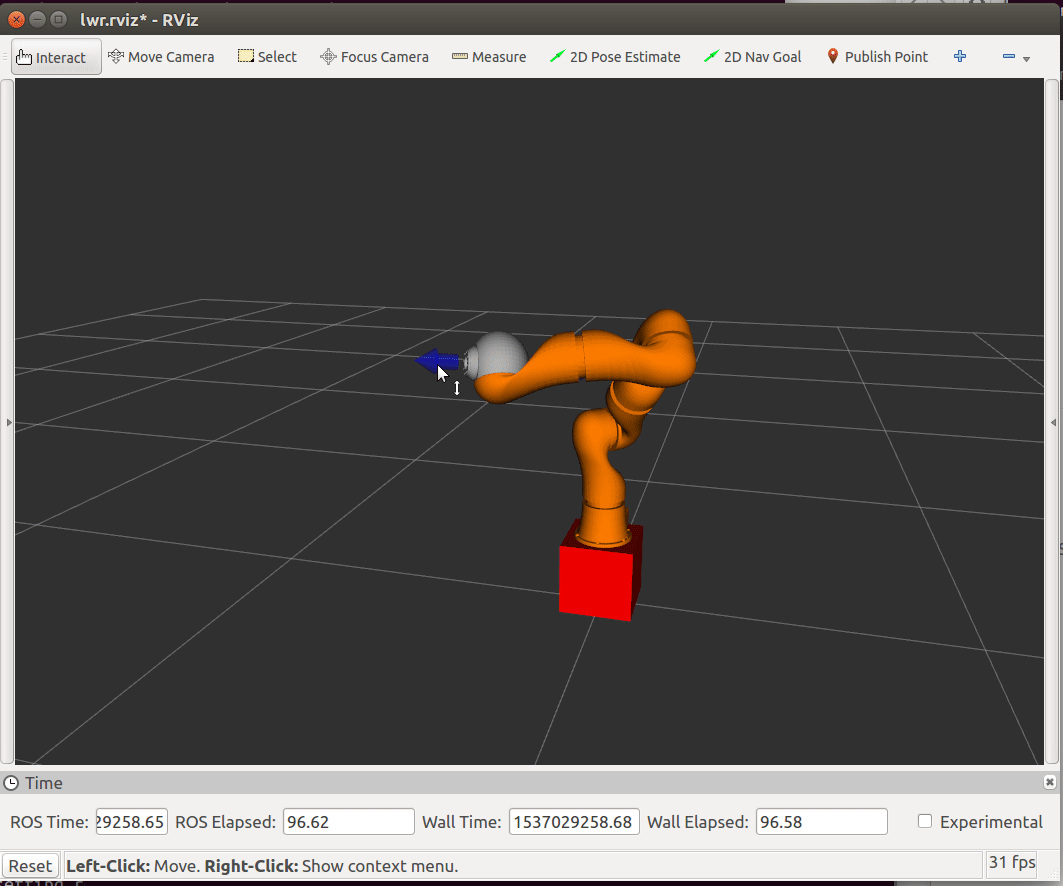 lwr.rviz* - RViz
Interact Move Camera Select Focus Camera Measure 2D Pose Estimate 2D Nav Goal Publish Point
Time
ROS Time: 29258.65 ROS Elapsed: 96.62 Wall Time: 1537029258.68 Wall Elapsed: 96.58 Experimental
Reset Left-Click: Move. Right-Click: Show context menu. 31 fps